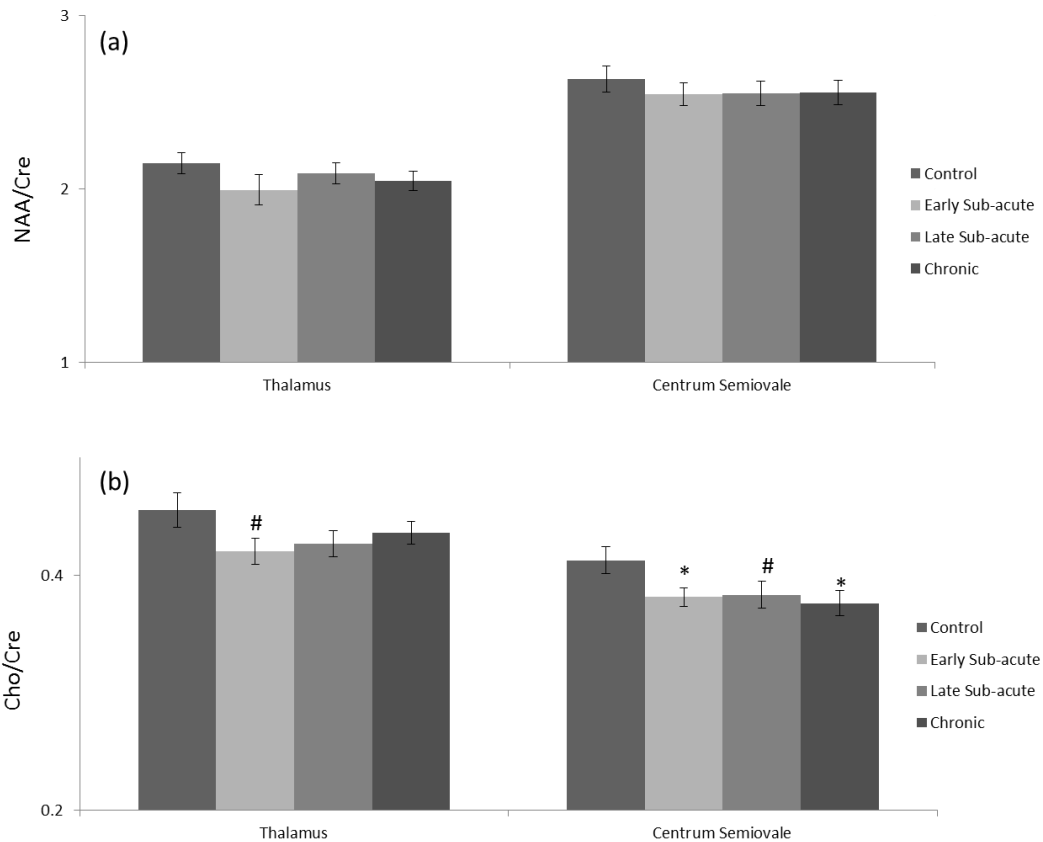 3
(a)
NAA/Cre
2
1
Thalamus
Centrum Semiovale
Control
Early Sub-acute
Late Sub-acute
Chronic
(b)
#
*
#
*
Cho/Cre
0.4
0.2
Thalamus
Centrum Semiovale
Control
Early Sub-acute
Late Sub-acute
Chronic